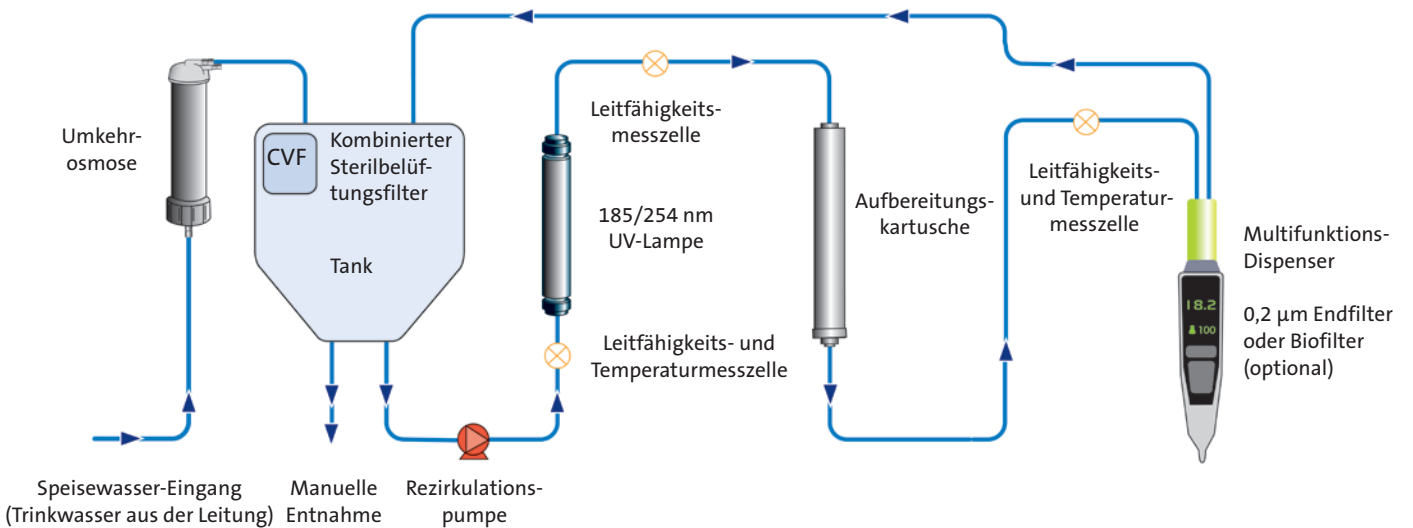 Umkehr-
osmose
CVF
Kombinierter
Sterilbelüf-
tungsfilter
Tank
Leitfähigkeits-
messzelle
185/254 nm
UV-Lampe
Leitfähigkeits- und
Temperaturmesszelle
Aufbereitungs-
kartusche
Leitfähigkeits-
und Temperatur-
messzelle
Multifunktions-
Dispenser
18.2
100
0,2 µm Endfilter
oder Biofilter
(optional)
Speisewasser-Eingang
(Trinkwasser aus der Leitung)
Manuelle
Entnahme
Rezirkulations-
pumpe